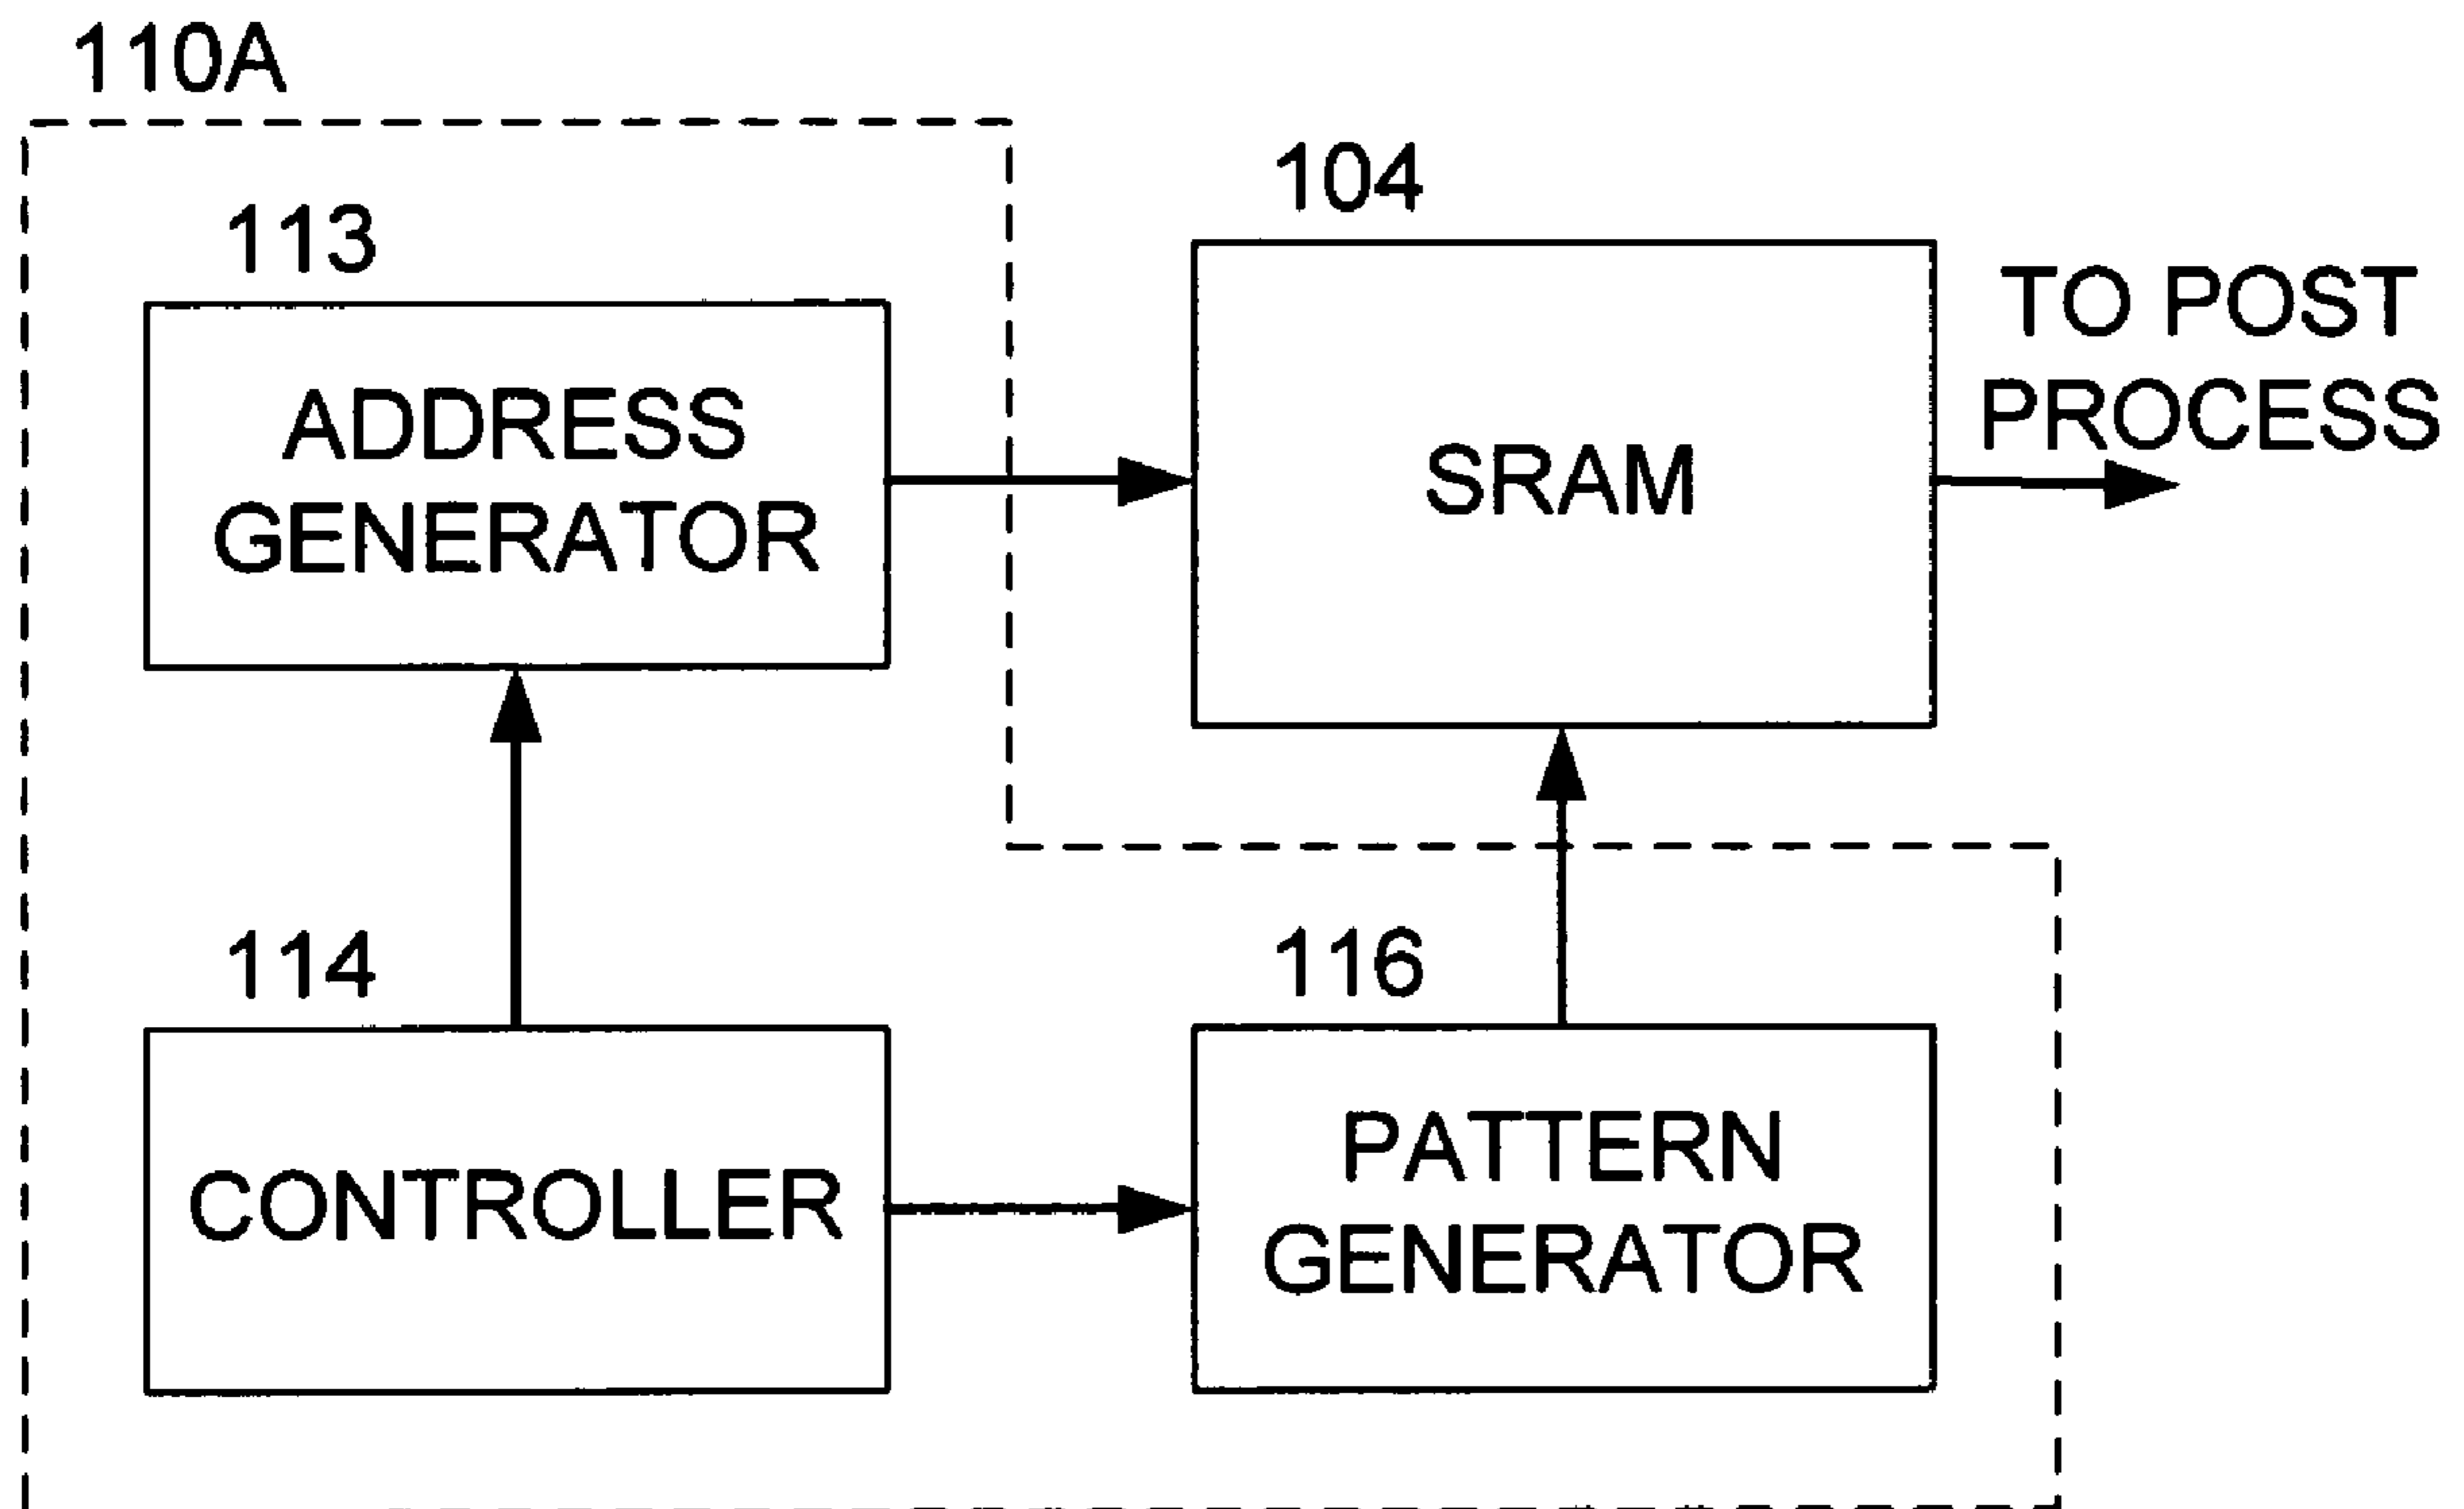 110A
113
ADDRESS
GENERATOR
104
SRAM
TO POST
PROCESS
114
CONTROLLER
116
PATTERN
GENERATOR